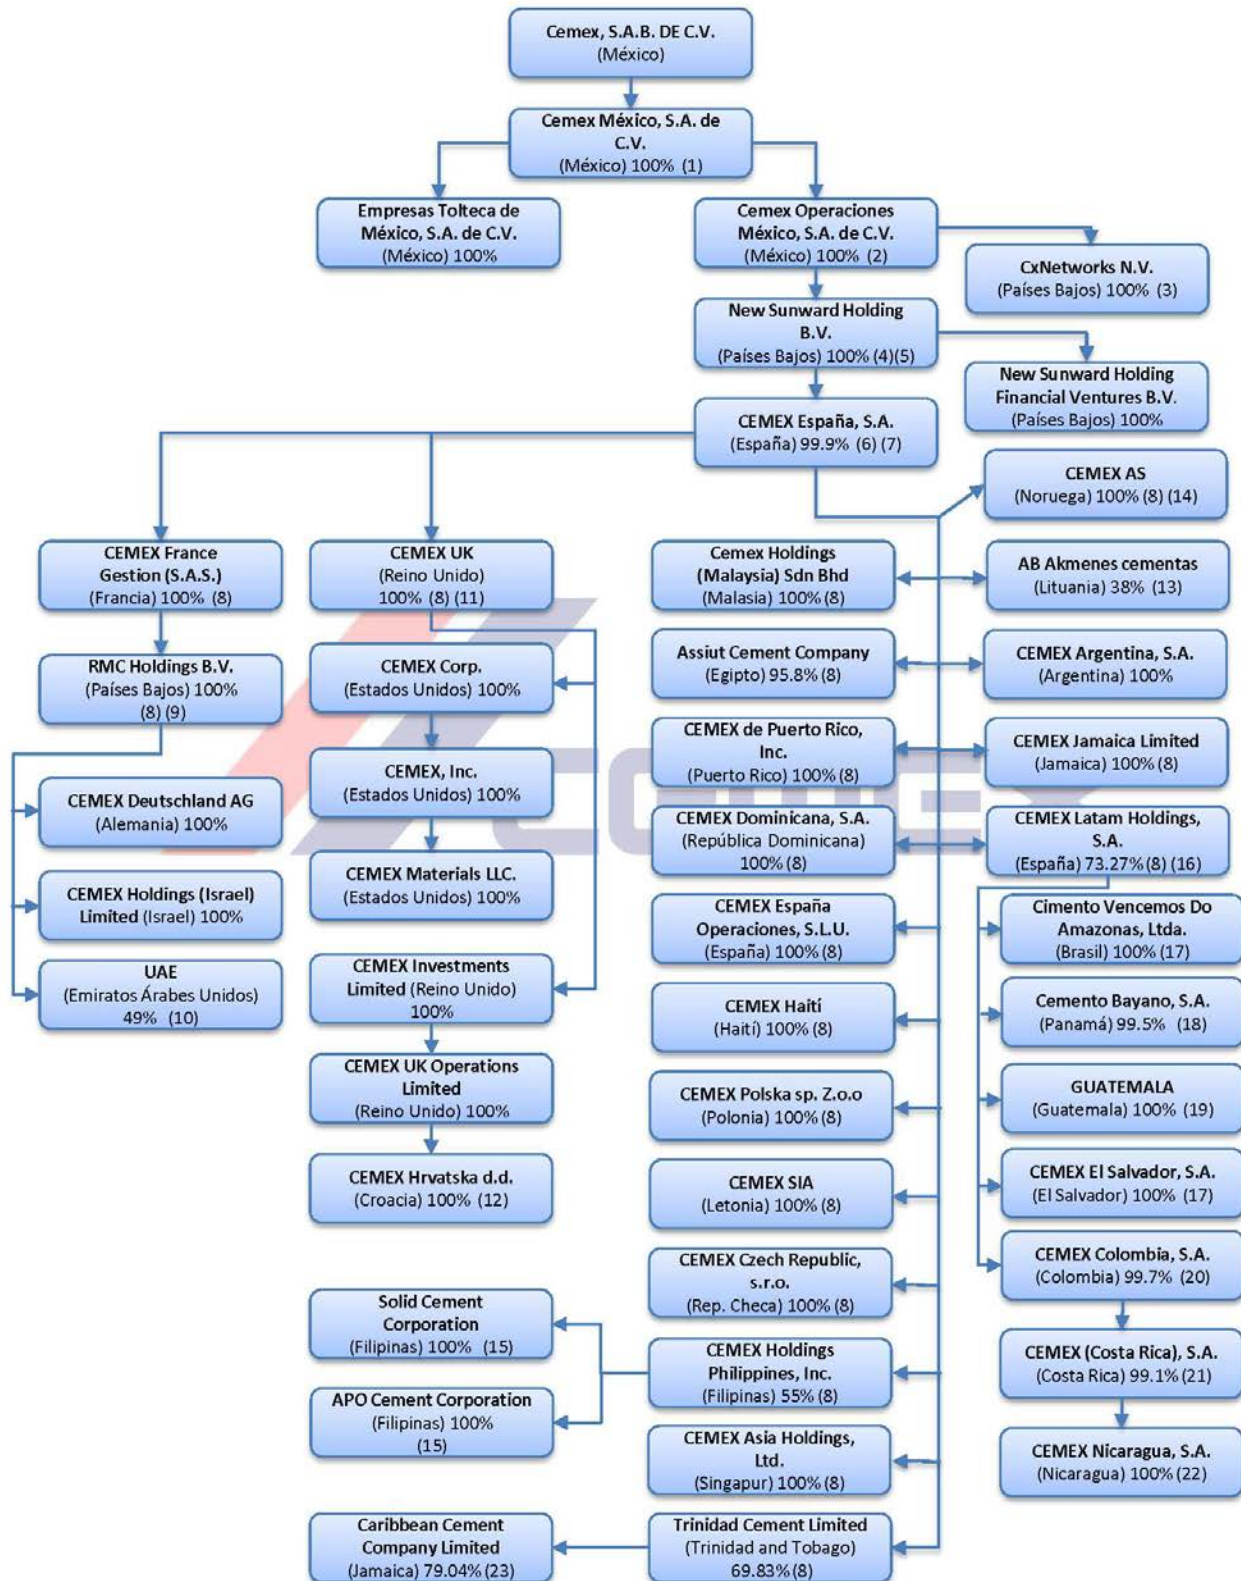 Cemex, S.A.B. DE C.V.
(México)
Cemex México, S.A. de
C.V.
(México) 100% (1)
Empresas Tolteca de
México, S.A. de C.V.
(México) 100%
Cemex Operaciones
México, S.A. de C.V.
(México) 100% (2)
CxNetworks N.V.
(Países Bajos) 100% (3)
New Sunward Holding
B.V.
(Países Bajos) 100% (4)(5)
New Sunward Holding
Financial Ventures B.V.
(Países Bajos) 100%
CEMEX España, S.A.
(España) 99.9% (6) (7)
CEMEX AS
(Noruega) 100% (8) (14)
CEMEX France
Gestion (S.A.S.)
(Francia) 100% (8)
RMC Holdings B.V.
(Países Bajos) 100%
(8) (9)
CEMEX Deutschland AG
(Alemania) 100%
CEMEX Holdings (Israel)
Limited (Israel) 100%
UAE
(Emiratos Árabes Unidos)
49% (10)
CEMEX UK
(Reino Unido)
100% (8) (11)
CEMEX Corp.
(Estados Unidos) 100%
CEMEX, Inc.
(Estados Unidos) 100%
CEMEX Materials LLC.
(Estados Unidos) 100%
CEMEX Investments
Limited (Reino Unido)
100%
CEMEX UK Operations
Limited
(Reino Unido) 100%
CEMEX Hrvatska d.d.
(Croacia) 100% (12)
Cemex Holdings
(Malaysia) Sdn Bhd
(Malasia) 100% (8)
AB Akmenes cementas
(Lituania) 38% (13)
Assiut Cement Company
(Egipto) 95.8% (8)
CEMEX Argentina, S.A.
(Argentina) 100%
CEMEX de Puerto Rico,
Inc.
(Puerto Rico) 100% (8)
CEMEX Jamaica Limited
(Jamaica) 100% (8)
CEMEX Dominicana, S.A.
(República Dominicana)
100% (8)
CEMEX Latam Holdings,
S.A.
(España) 73.27% (8) (16)
CEMEX España
Operaciones, S.L.U.
(España) 100% (8)
CEMEX Haití
(Haití) 100% (8)
CEMEX Polska sp. Z.o.o
(Polonia) 100% (8)
CEMEX SIA
(Letonia) 100% (8)
CEMEX Czech Republic,
s.r.o.
(Rep. Checa) 100% (8)
CEMEX Holdings
Philippines, Inc.
(Filipinas) 55% (8)
Solid Cement
Corporation
(Filipinas) 100% (15)
APO Cement Corporation
(Filipinas) 100%
(15)
CEMEX Asia Holdings,
Ltd.
(Singapur) 100% (8)
Trinidad Cement Limited
(Trinidad and Tobago)
69.83% (8)
Caribbean Cement
Company Limited
(Jamaica) 79.04% (23)
Cimento Vencemos Do
Amazonas, Ltda.
(Brasil) 100% (17)
Cemento Bayano, S.A.
(Panamá) 99.5% (18)
GUATEMALA
(Guatemala) 100% (19)
CEMEX El Salvador, S.A.
(El Salvador) 100% (17)
CEMEX Colombia, S.A.
(Colombia) 99.7% (20)
CEMEX (Costa Rica), S.A.
(Costa Rica) 99.1% (21)
CEMEX Nicaragua, S.A.
(Nicaragua) 100% (22)
CEMEX